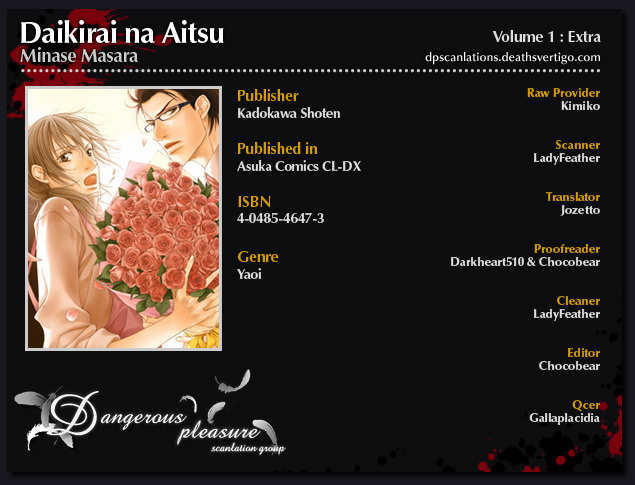 Daikirai na Aitsu
Minase Masara
Volume 1 : Extra
dpscanlations.deathsvertigo.com
Publisher
Kadokawa Shoten
Published in
Asuka Comics CL-DX
ISBN
4-0485-4647-3
Genre
Yaoi
Raw Provider
Kimiko
Scanner
LadyFeather
Translator
Jozetto
Proofreader
Darkheart510 & Chocobear
Cleaner
LadyFeather
Editor
Chocobear
Qcer
Gallaplacidia
Dangerous
pleasure
scanlation group